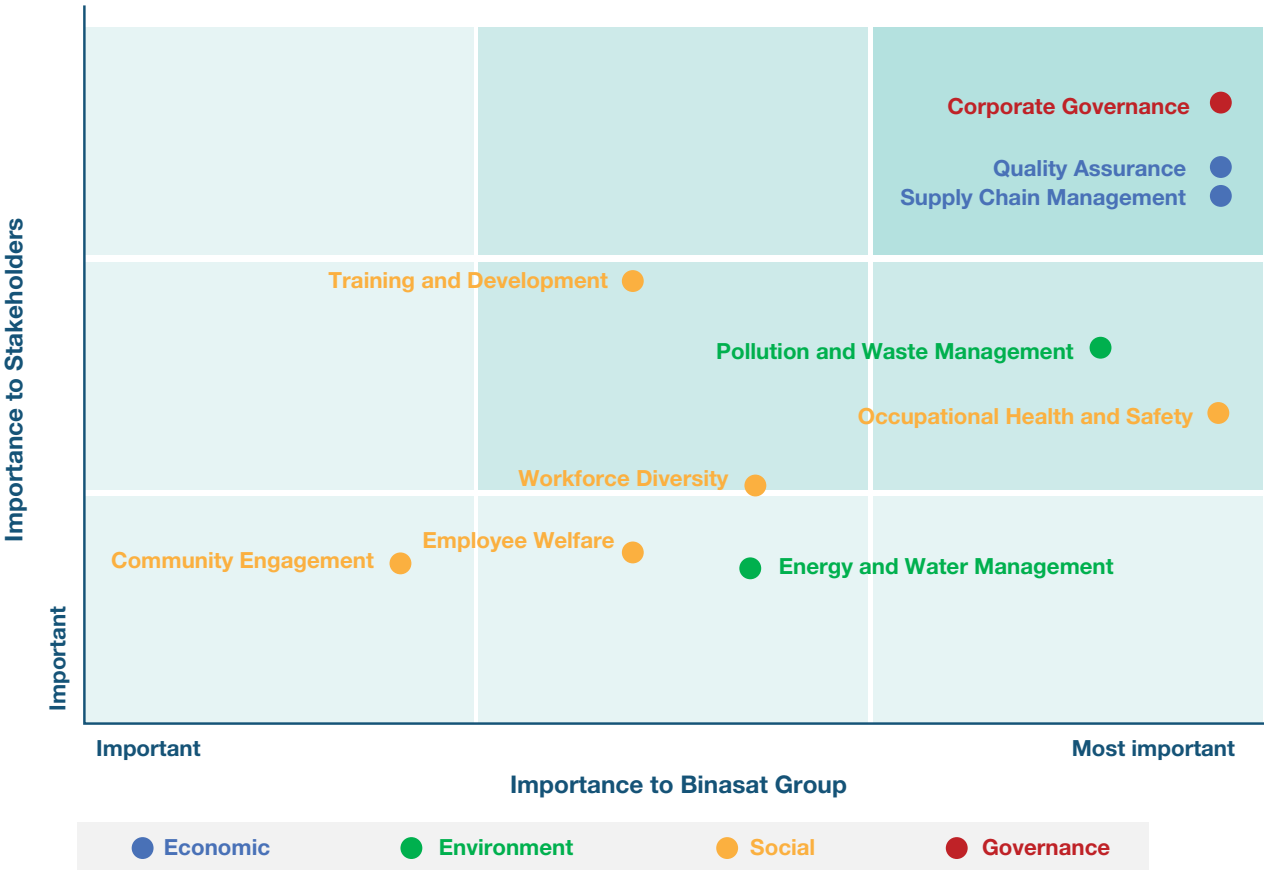 Importance to Stakeholders
Important
Corporate Governance
Quality Assurance
Supply Chain Management
Training and Development
Pollution and Waste Management
Occupational Health and Safety
Workforce Diversity
Employee Welfare
Community Engagement
Energy and Water Management
Important
Most important
Importance to Binasat Group
Economic
Environment
Social
Governance